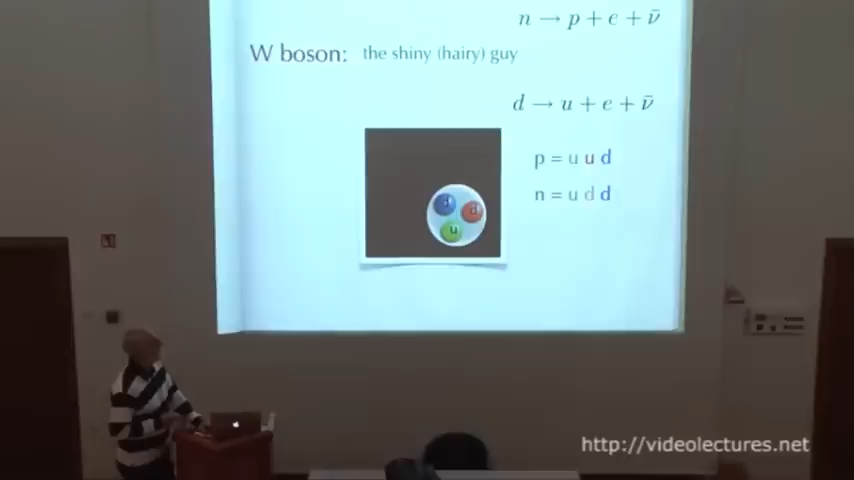 n → p + e + ν̄
W boson: the shiny (hairy) guy
d → u + e + ν̄
p = u u d
n = u d d
d
d
u
http://videolectures.net